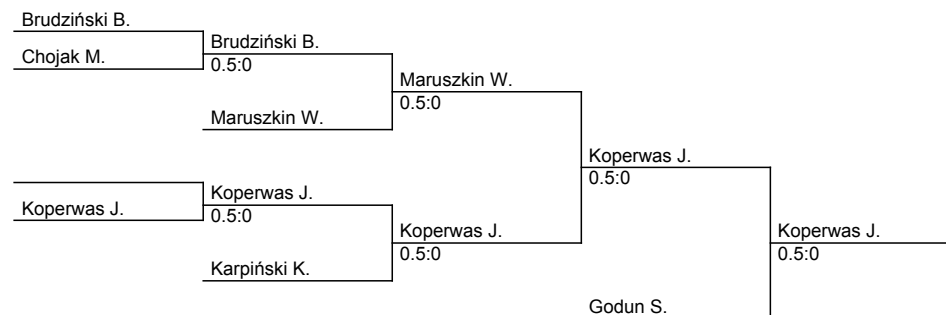 Brudziński B.
Chojak M.
Brudziński B.
0.5:0
Maruszkin W.
Maruszkin W.
0.5:0
Koperwas J.
Koperwas J.
0.5:0
Karpiński K.
Koperwas J.
0.5:0
Koperwas J.
0.5:0
Godun S.
Koperwas J.
0.5:0